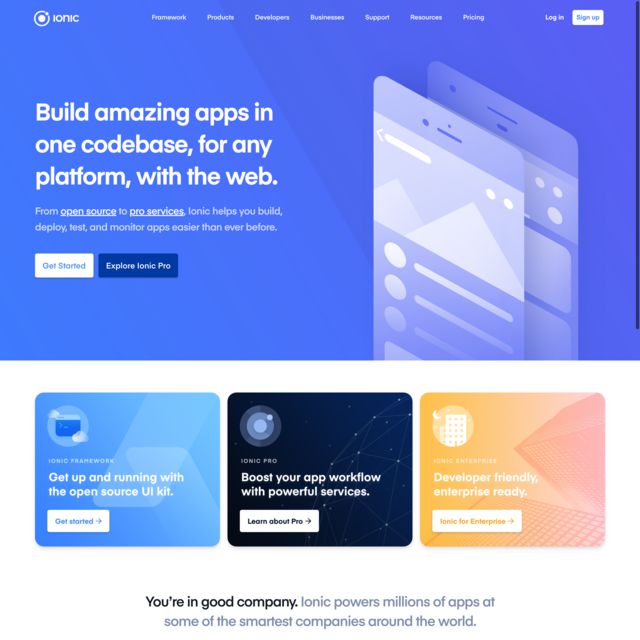 IONIC
Framework Products Developers Businesses Support Resources Pricing Log in Sign up
Build amazing apps in
one codebase, for any
platform, with the web.
From open source to pro services, Ionic helps you build,
deploy, test, and monitor apps easier than ever before.
Get Started Explore Ionic Pro
IONIC FRAMEWORK
Get up and running with
the open source UI kit.
Get started →
IONIC PRO
Boost your app workflow
with powerful services.
Learn about Pro →
IONIC ENTERPRISE
Developer friendly,
enterprise ready.
Ionic for Enterprise →
You're in good company. Ionic powers millions of apps at
some of the smartest companies around the world.